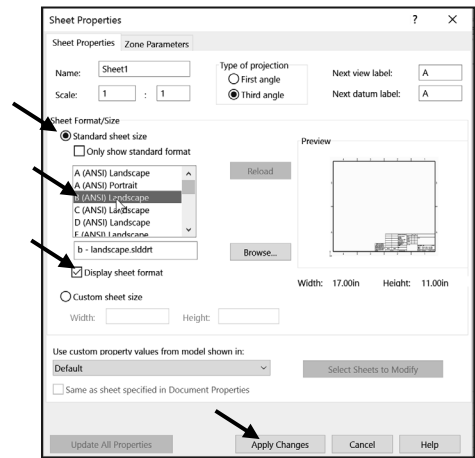 Sheet Properties ? ×
Sheet Properties Zone Parameters
Name: Sheet1
Scale: 1 : 1
Type of projection
First angle
Third angle
Next view label: A
Next datum label: A
Sheet Format/Size
Standard sheet size
Only show standard format
A (ANSI) Landscape
A (ANSI) Portrait
B (ANSI) Landscape
C (ANSI) Landscape
D (ANSI) Landscape
E (ANSI) Landscape
Reload
b - landscape.slddrt
Browse...
Display sheet format
Custom sheet size
Width: Height:
Preview
Width: 17.00in Height: 11.00in
Use custom property values from model shown in:
Default
Select Sheets to Modify
Same as sheet specified in Document Properties
Update All Properties Apply Changes Cancel Help